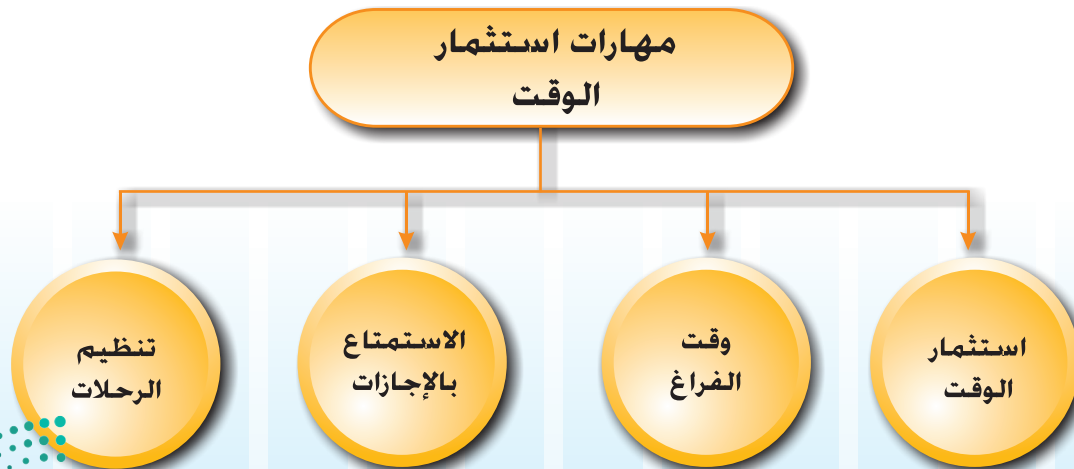 مهارات استثمار
الوقت
استثمار
الوقت
وقت
الفراغ
الاستمتاع
بالإجازات
تنظيم
الرحلات